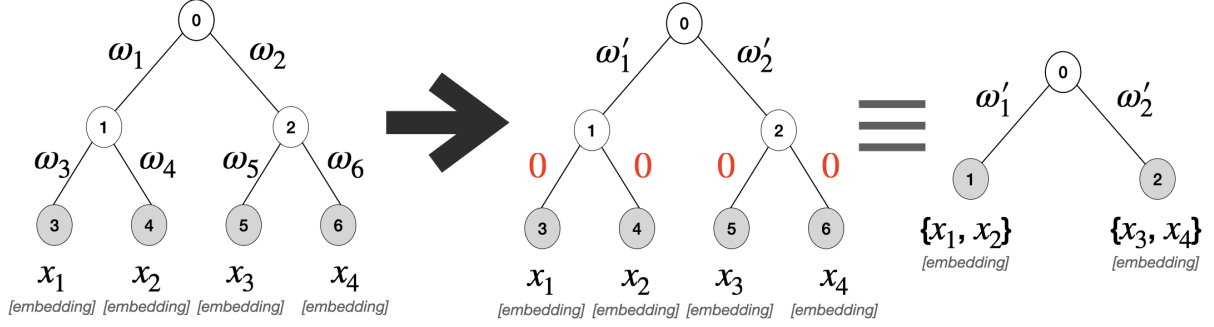 0 0 0
ω₁ ω₂ ω′₁ ω′₂ ω′₁ ω′₂
1 2 1 2
ω₃ ω₄ ω₅ ω₆ 0 0 0 0
1 2
3 4 5 6 3 4 5 6
{x₁, x₂} {x₃, x₄}
[embedding] [embedding]
x₁ x₂ x₃ x₄ x₁ x₂ x₃ x₄
[embedding] [embedding] [embedding] [embedding] [embedding] [embedding] [embedding] [embedding]